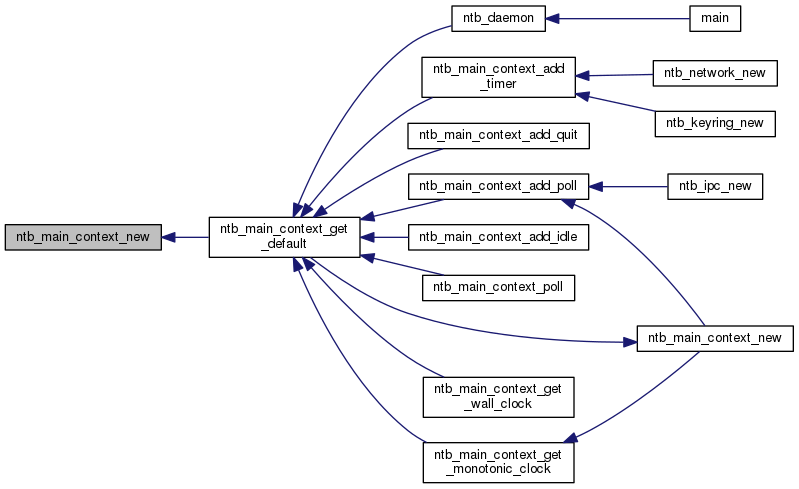 ntb_daemon
main
ntb_main_context_add
_timer
ntb_network_new
ntb_keyring_new
ntb_main_context_add_quit
ntb_main_context_add_poll
ntb_ipc_new
ntb_main_context_new
ntb_main_context_get
_default
ntb_main_context_add_idle
ntb_main_context_poll
ntb_main_context_new
ntb_main_context_get
_wall_clock
ntb_main_context_get
_monotonic_clock